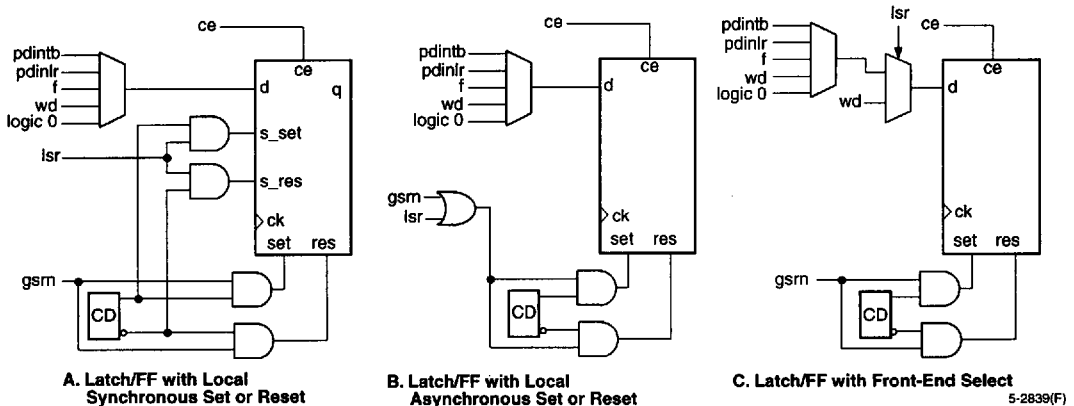 ce
pdintb
pdinlr
f
wd
logic 0
ce
d
q
s_set
lsr
s_res
ck
set res
gsrn
CD
A. Latch/FF with Local
Synchronous Set or Reset
ce
pdintb
pdinlr
f
wd
logic 0
ce
d
gsrn
lsr
ck
set res
CD
B. Latch/FF with Local
Asynchronous Set or Reset
lsr
ce
pdintb
pdinlr
f
wd
logic 0
wd
ce
d
ck
set res
gsrn
CD
C. Latch/FF with Front-End Select
5-2839(F)